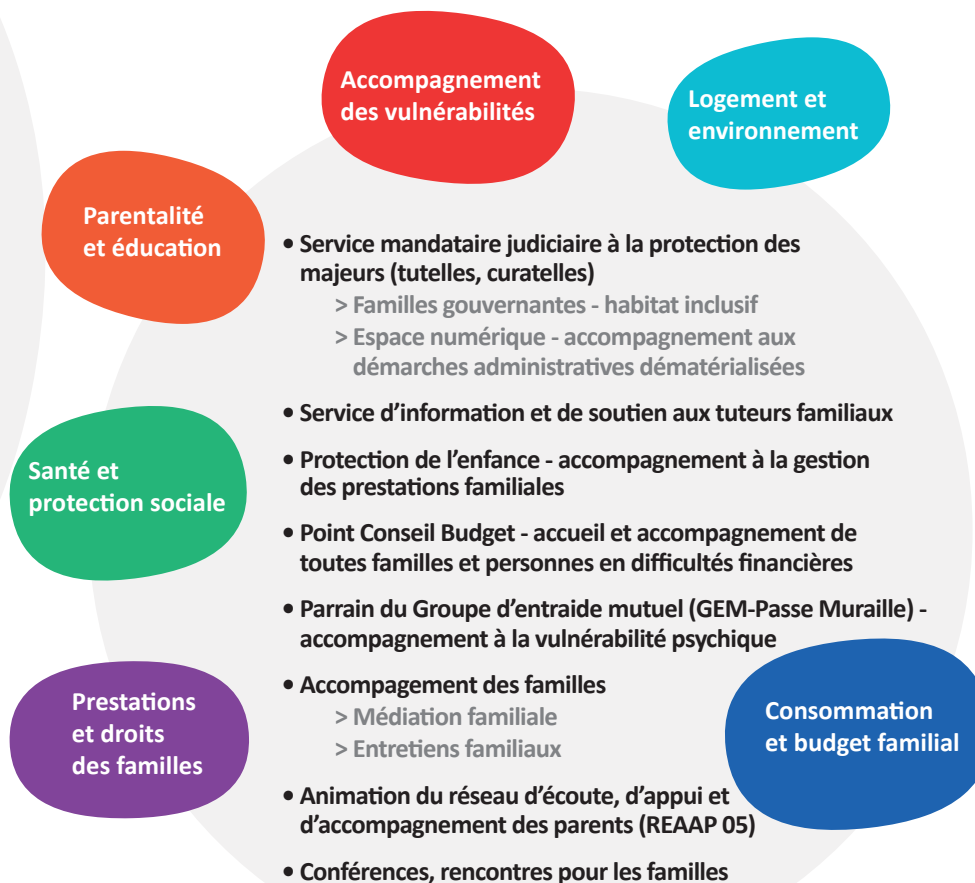 Accompagnement
des vulnérabilités
Logement et
environnement
Parentalité
et éducation
• Service mandataire judiciaire à la protection des
majeurs (tutelles, curatelles)
> Familles gouvernantes - habitat inclusif
> Espace numérique - accompagnement aux
démarches administratives dématérialisées
• Service d’information et de soutien aux tuteurs familiaux
Santé et
protection sociale
• Protection de l’enfance - accompagnement à la gestion
des prestations familiales
• Point Conseil Budget - accueil et accompagnement de
toutes familles et personnes en difficultés financières
• Parrain du Groupe d’entraide mutuel (GEM-Passe Muraille) -
accompagnement à la vulnérabilité psychique
Prestations
et droits
des familles
• Accompagement des familles
> Médiation familiale
> Entretiens familiaux
Consommation
et budget familial
• Animation du réseau d’écoute, d’appui et
d’accompagnement des parents (REAAP 05)
• Conférences, rencontres pour les familles